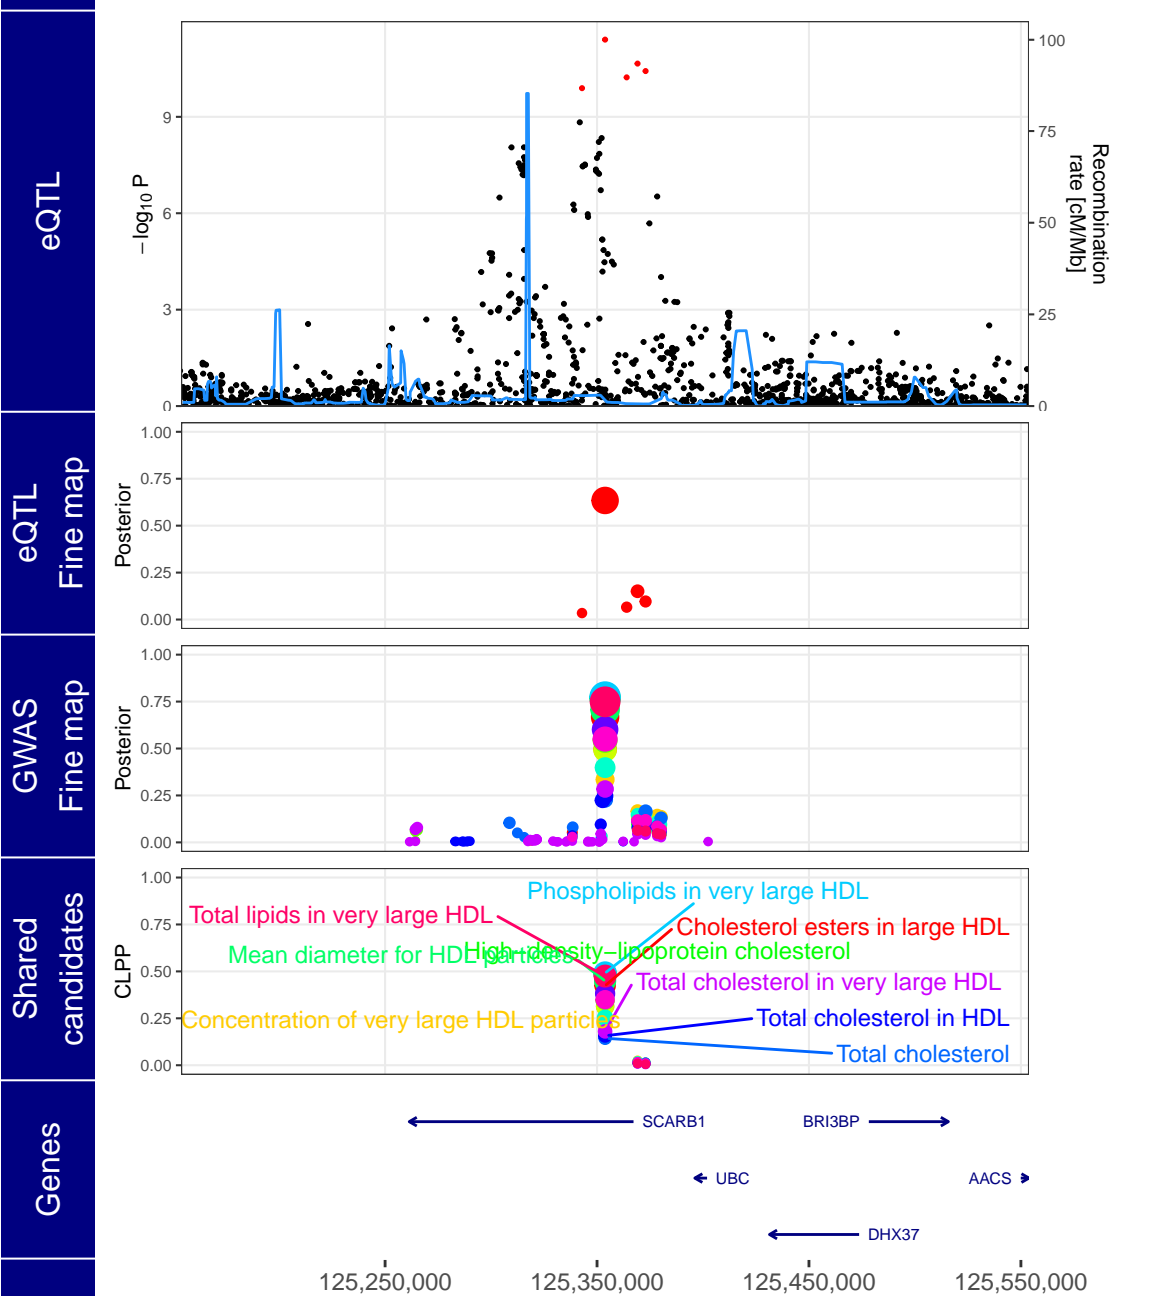 eQTL
−log10 P
9
6
3
0
100
75
50
25
0
Recombination
rate [cM/Mb]
eQTL
Fine map
Posterior
1.00
0.75
0.50
0.25
0.00
GWAS
Fine map
Posterior
1.00
0.75
0.50
0.25
0.00
Shared
candidates
CLPP
1.00
0.75
0.50
0.25
0.00
Phospholipids in very large HDL
Total lipids in very large HDL
Cholesterol esters in large HDL
Mean diameter for HDL particles
High−density−lipoprotein cholesterol
Total cholesterol in very large HDL
Concentration of very large HDL particles
Total cholesterol in HDL
Total cholesterol
Genes
SCARB1
BRI3BP
UBC
AACS
DHX37
125,250,000
125,350,000
125,450,000
125,550,000